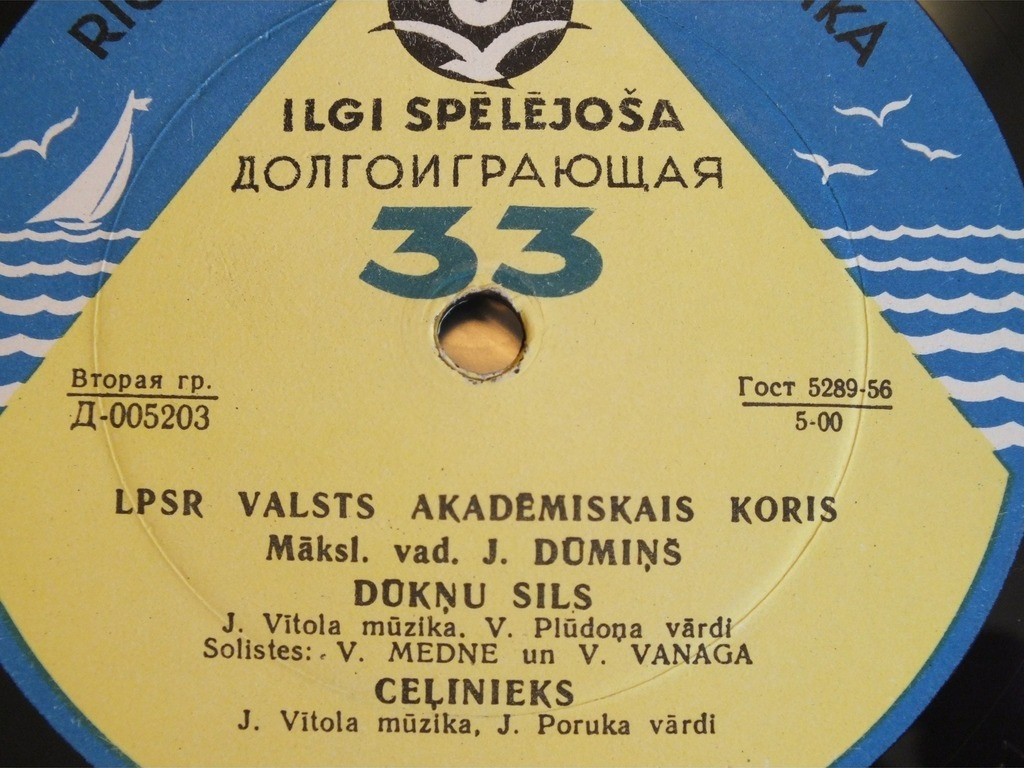 ILGI SPĒLĒJOŠA
ДОЛГОИГРАЮЩАЯ
33
Вторая гр.
Д-005203
Гост 5289-56
5-00
LPSR VALSTS AKADĒMISKAIS KORIS
Māksl. vad. J. DŪMIŅŠ
DŪKŅU SILS
J. Vītola mūzika. V. Plūdoņa vārdi
Solistes: V. MEDNE un V. VANAGA
CEĻINIEKS
J. Vītola mūzika, J. Poruka vārdi